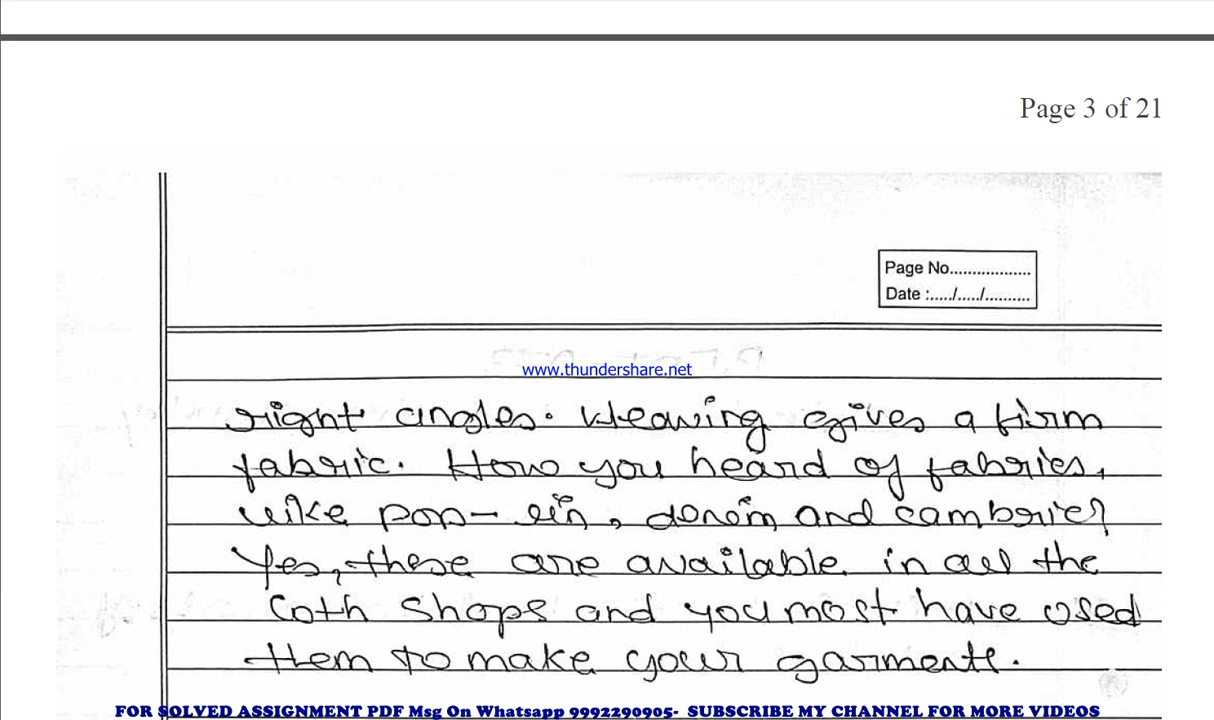 Page 3 of 21
Page No..................
Date :...../...../..........
www.thundershare.net
right angles. Weaving gives a firm
fabric. How you heard of fabries,
like pop-lin, denim and cambric?
Yes, these are available in all the
Coth Shops and you most have used
them to make your garments.
FOR SOLVED ASSIGNMENT PDF Msg On Whatsapp 9992290905- SUBSCRIBE MY CHANNEL FOR MORE VIDEOS